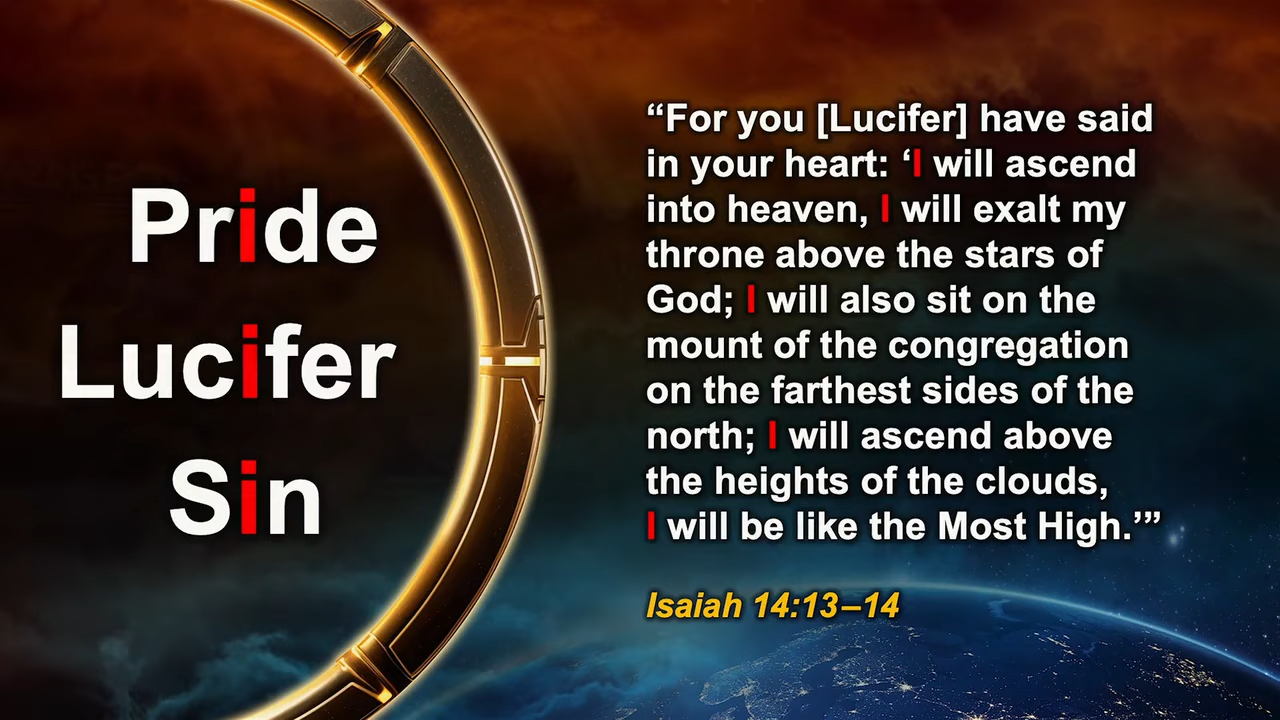 Pride
Lucifer
Sin
“For you [Lucifer] have said
in your heart: ‘I will ascend
into heaven, I will exalt my
throne above the stars of
God; I will also sit on the
mount of the congregation
on the farthest sides of the
north; I will ascend above
the heights of the clouds,
I will be like the Most High.’”
Isaiah 14:13–14